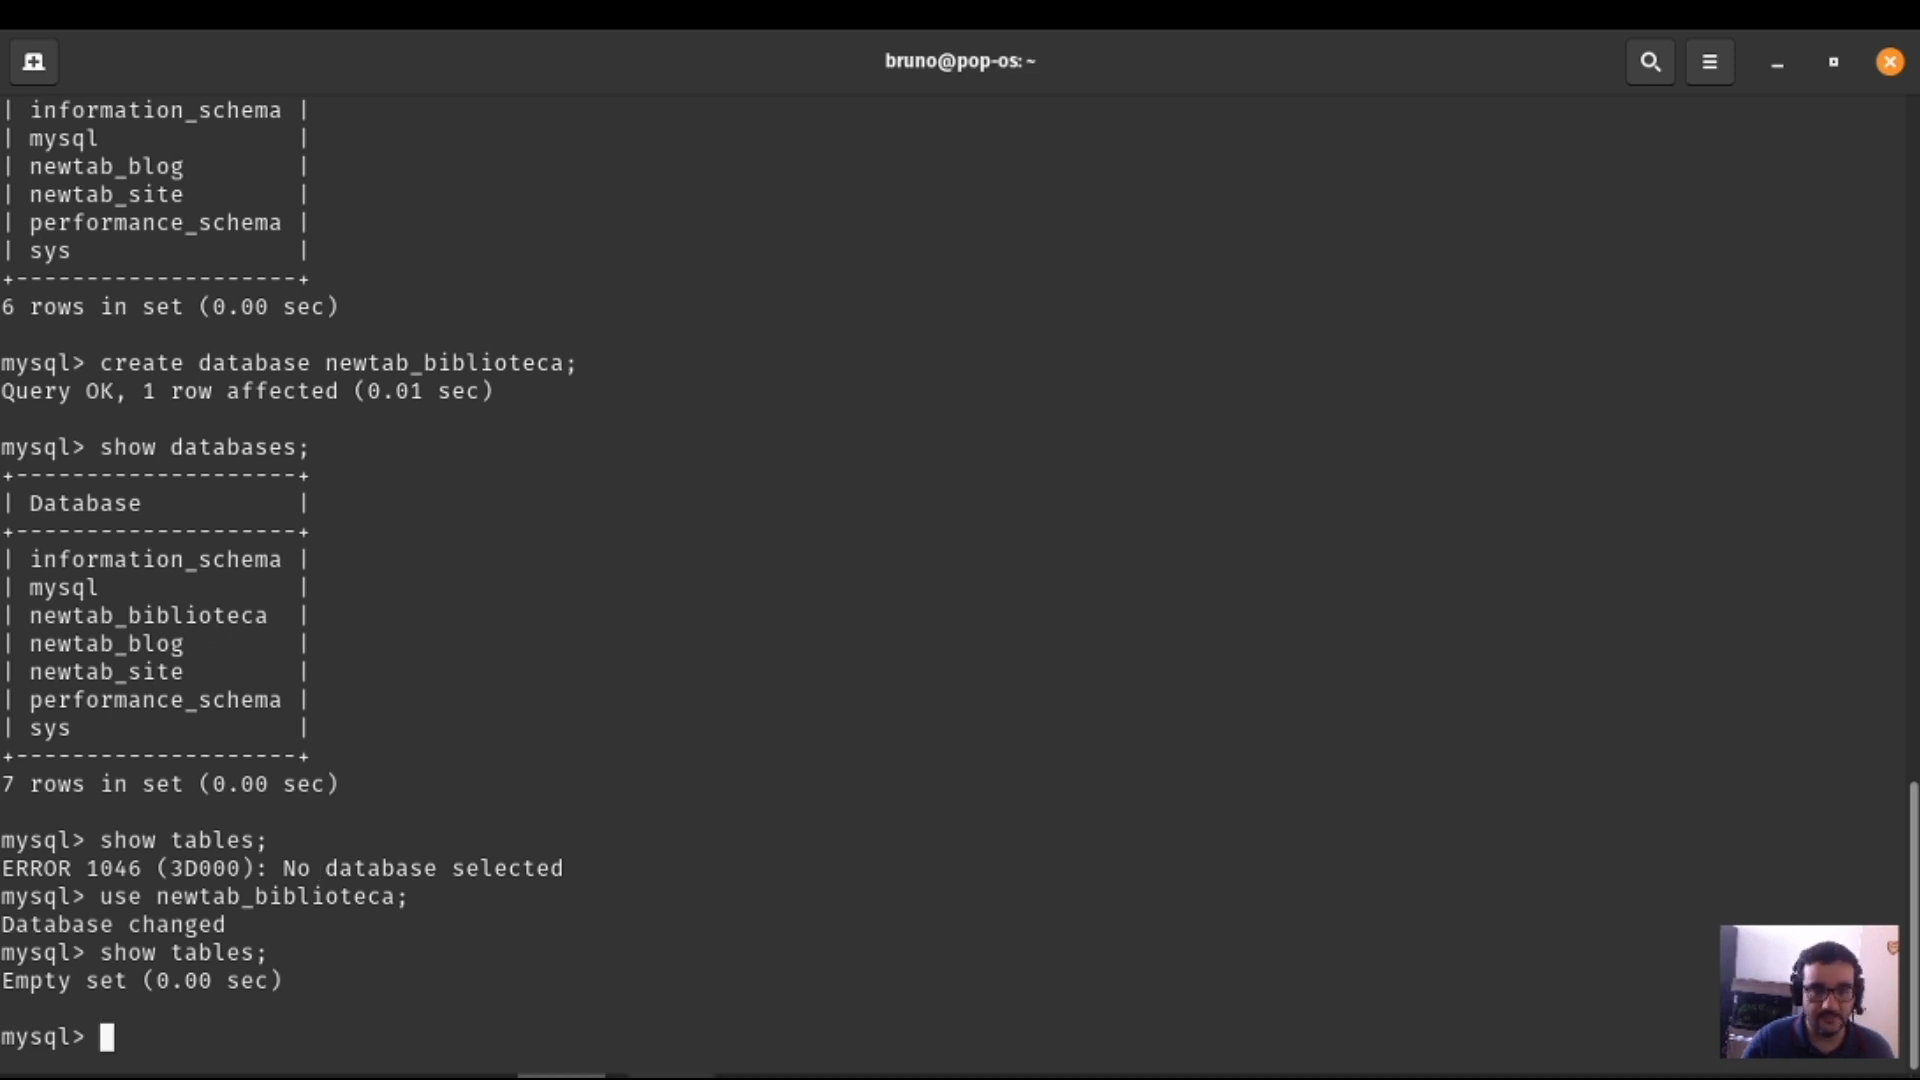 bruno@pop-os: ~
| information_schema |
| mysql              |
| newtab_blog        |
| newtab_site        |
| performance_schema |
| sys                |
+--------------------+
6 rows in set (0.00 sec)
mysql> create database newtab_biblioteca;
Query OK, 1 row affected (0.01 sec)
mysql> show databases;
+--------------------+
| Database           |
+--------------------+
| information_schema |
| mysql              |
| newtab_biblioteca  |
| newtab_blog        |
| newtab_site        |
| performance_schema |
| sys                |
+--------------------+
7 rows in set (0.00 sec)
mysql> show tables;
ERROR 1046 (3D000): No database selected
mysql> use newtab_biblioteca;
Database changed
mysql> show tables;
Empty set (0.00 sec)
mysql>